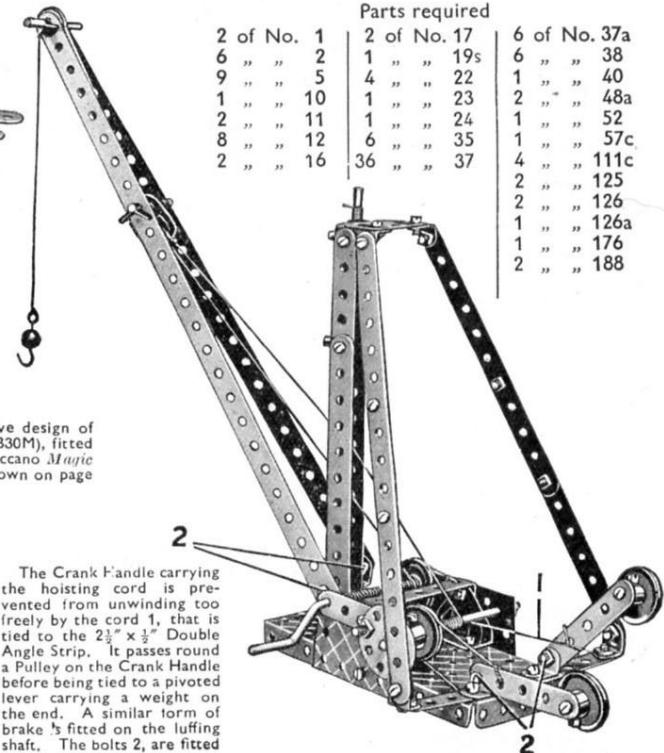 Parts required
2 of No. 1
6 „ „ 2
9 „ „ 5
1 „ „ 10
2 „ „ 11
8 „ „ 12
2 „ „ 16
2 of No. 17
1 „ „ 19s
4 „ „ 22
1 „ „ 23
1 „ „ 24
6 „ „ 35
36 „ „ 37
6 of No. 37a
6 „ „ 38
1 „ „ 40
2 „ „ 48a
1 „ „ 52
1 „ „ 57c
4 „ „ 111c
2 „ „ 125
2 „ „ 126
1 „ „ 126a
1 „ „ 176
2 „ „ 188
ve design of
330M), fitted
ccano Magic
own on page
2
The Crank Handle carrying
the hoisting cord is pre-
vented from unwinding too
freely by the cord 1, that is
tied to the 2½″ x ½″ Double
Angle Strip. It passes round
a Pulley on the Crank Handle
before being tied to a pivoted
lever carrying a weight on
the end. A similar form of
brake is fitted on the luffing
shaft. The bolts 2, are fitted
1
2